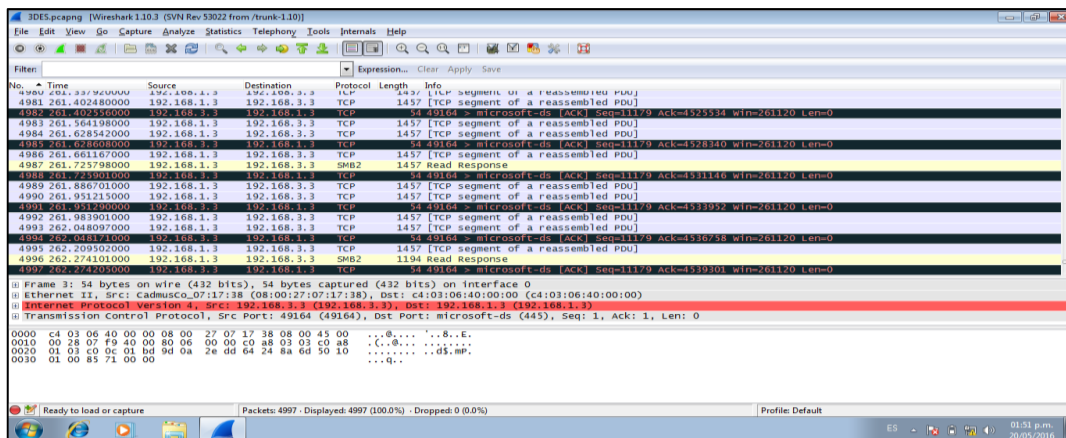 3DES.pcapng [Wireshark 1.10.3 (SVN Rev 53022 from /trunk-1.10)]
File Edit View Go Capture Analyze Statistics Telephony Tools Internals Help
Filter: Expression... Clear Apply Save
No. Time Source Destination Protocol Length Info
4980 261.337920000 192.168.1.3 192.168.3.3 TCP 1457 [TCP segment of a reassembled PDU]
4981 261.402480000 192.168.1.3 192.168.3.3 TCP 1457 [TCP segment of a reassembled PDU]
4982 261.402556000 192.168.3.3 192.168.1.3 TCP 54 49164 > microsoft-ds [ACK] Seq=11179 Ack=4525534 Win=261120 Len=0
4983 261.564198000 192.168.1.3 192.168.3.3 TCP 1457 [TCP segment of a reassembled PDU]
4984 261.628542000 192.168.1.3 192.168.3.3 TCP 1457 [TCP segment of a reassembled PDU]
4985 261.628608000 192.168.3.3 192.168.1.3 TCP 54 49164 > microsoft-ds [ACK] Seq=11179 Ack=4528340 Win=261120 Len=0
4986 261.661167000 192.168.1.3 192.168.3.3 TCP 1457 [TCP segment of a reassembled PDU]
4987 261.725798000 192.168.1.3 192.168.3.3 SMB2 1457 Read Response
4988 261.725901000 192.168.3.3 192.168.1.3 TCP 54 49164 > microsoft-ds [ACK] Seq=11179 Ack=4531146 Win=261120 Len=0
4989 261.886701000 192.168.1.3 192.168.3.3 TCP 1457 [TCP segment of a reassembled PDU]
4990 261.951215000 192.168.1.3 192.168.3.3 TCP 1457 [TCP segment of a reassembled PDU]
4991 261.951290000 192.168.3.3 192.168.1.3 TCP 54 49164 > microsoft-ds [ACK] Seq=11179 Ack=4533952 Win=261120 Len=0
4992 261.983901000 192.168.1.3 192.168.3.3 TCP 1457 [TCP segment of a reassembled PDU]
4993 262.048097000 192.168.1.3 192.168.3.3 TCP 1457 [TCP segment of a reassembled PDU]
4994 262.048171000 192.168.3.3 192.168.1.3 TCP 54 49164 > microsoft-ds [ACK] Seq=11179 Ack=4536758 Win=261120 Len=0
4995 262.209502000 192.168.1.3 192.168.3.3 TCP 1457 [TCP segment of a reassembled PDU]
4996 262.274101000 192.168.1.3 192.168.3.3 SMB2 1194 Read Response
4997 262.274205000 192.168.3.3 192.168.1.3 TCP 54 49164 > microsoft-ds [ACK] Seq=11179 Ack=4539301 Win=261120 Len=0
Frame 3: 54 bytes on wire (432 bits), 54 bytes captured (432 bits) on interface 0
Ethernet II, Src: CadmusCo_07:17:38 (08:00:27:07:17:38), Dst: c4:03:06:40:00:00 (c4:03:06:40:00:00)
Internet Protocol Version 4, Src: 192.168.3.3 (192.168.3.3), Dst: 192.168.1.3 (192.168.1.3)
Transmission Control Protocol, Src Port: 49164 (49164), Dst Port: microsoft-ds (445), Seq: 1, Ack: 1, Len: 0
0000 c4 03 06 40 00 00 08 00 27 07 17 38 08 00 45 00 ...@.... '..8..E.
0010 00 28 07 f9 40 00 80 06 00 00 c0 a8 03 03 c0 a8 .(..@... ........
0020 01 03 c0 0c 01 bd 9d 0a 2e dd 64 24 8a 6d 50 10 ........ ..d$.mP.
0030 01 00 85 71 00 00 ...q..
Ready to load or capture Packets: 4997 · Displayed: 4997 (100.0%) · Dropped: 0 (0.0%) Profile: Default
ES 01:51 p.m.
20/05/2016